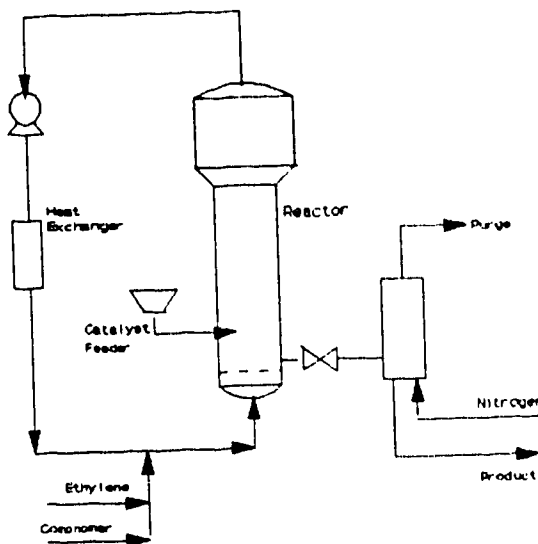 Heat
Exchanger
Reactor
Purge
Catalyst
Feeder
Nitrogen
Product
Ethylene
Comonomer